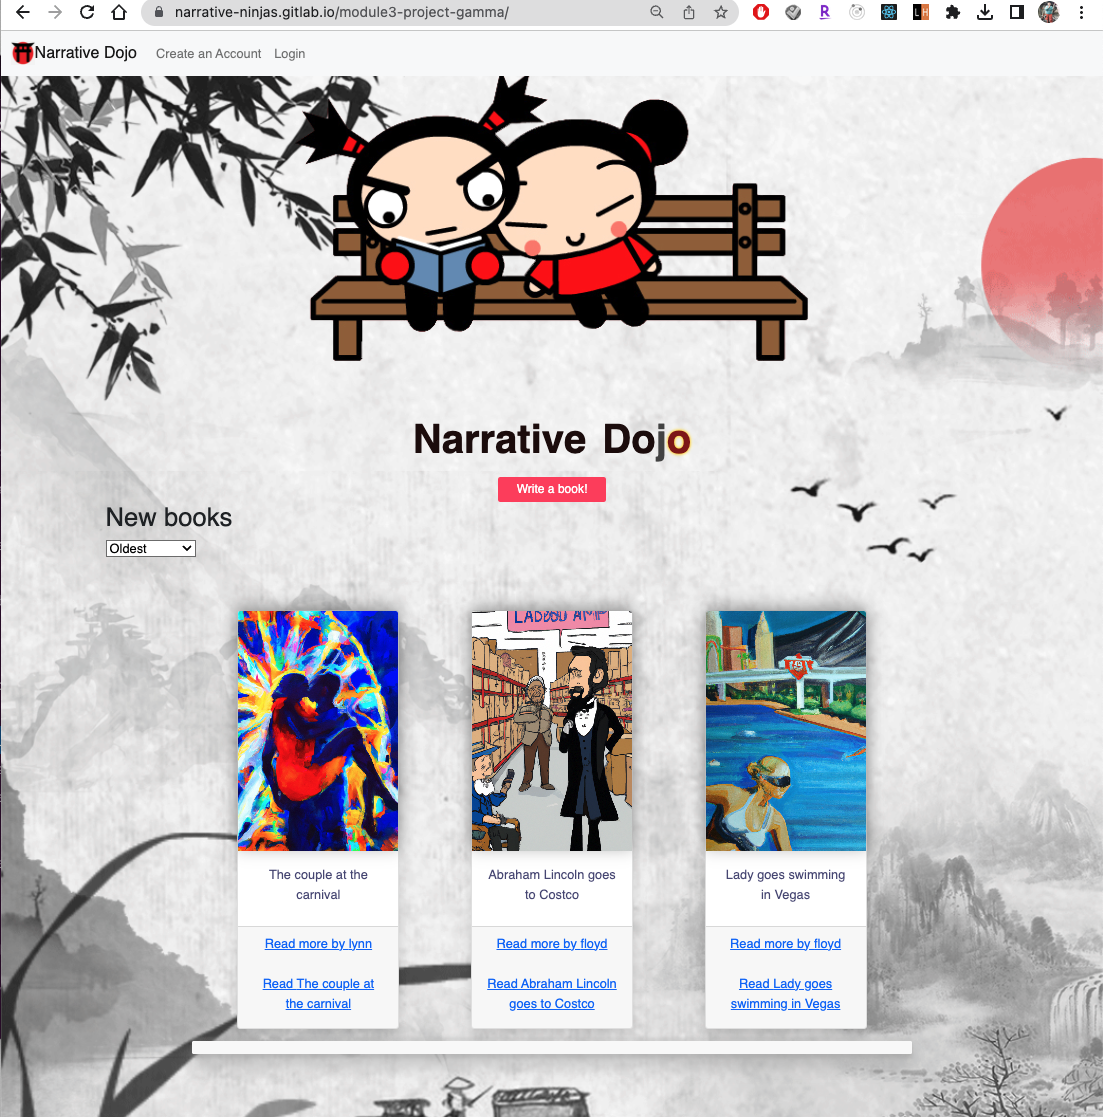 narrative-ninjas.gitlab.io/module3-project-gamma/
Narrative Dojo Create an Account Login
Narrative Dojo
Write a book!
New books
Oldest
The couple at the
carnival
Read more by lynn
Read The couple at
the carnival
Abraham Lincoln goes
to Costco
Read more by floyd
Read Abraham Lincoln
goes to Costco
Lady goes swimming
in Vegas
Read more by floyd
Read Lady goes
swimming in Vegas